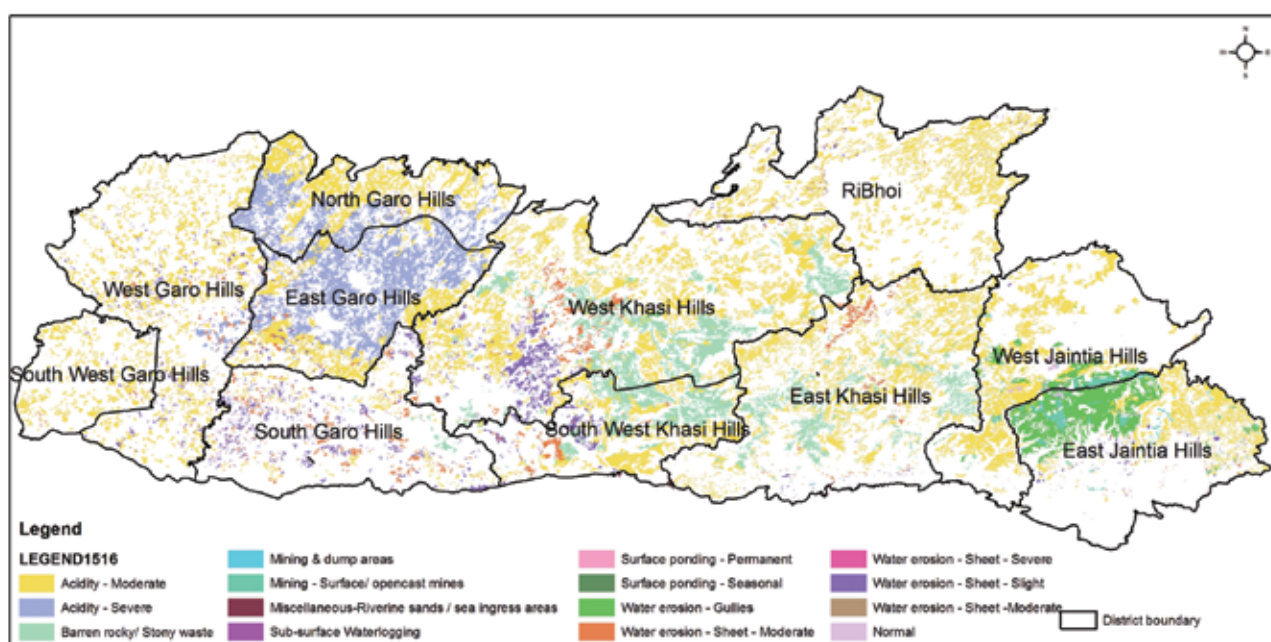 N
W E
S
RiBhoi
North Garo Hills
West Garo Hills
East Garo Hills
West Khasi Hills
West Jaintia Hills
South West Garo Hills
East Khasi Hills
South Garo Hills
South West Khasi Hills
East Jaintia Hills
Legend
LEGEND1516
Acidity - Moderate
Acidity - Severe
Barren rocky/ Stony waste
Mining & dump areas
Mining - Surface/ opencast mines
Miscellaneous-Riverine sands / sea ingress areas
Sub-surface Waterlogging
Surface ponding - Permanent
Surface ponding - Seasonal
Water erosion - Gullies
Water erosion - Sheet - Moderate
Water erosion - Sheet - Severe
Water erosion - Sheet - Slight
Water erosion - Sheet -Moderate
Normal
District boundary